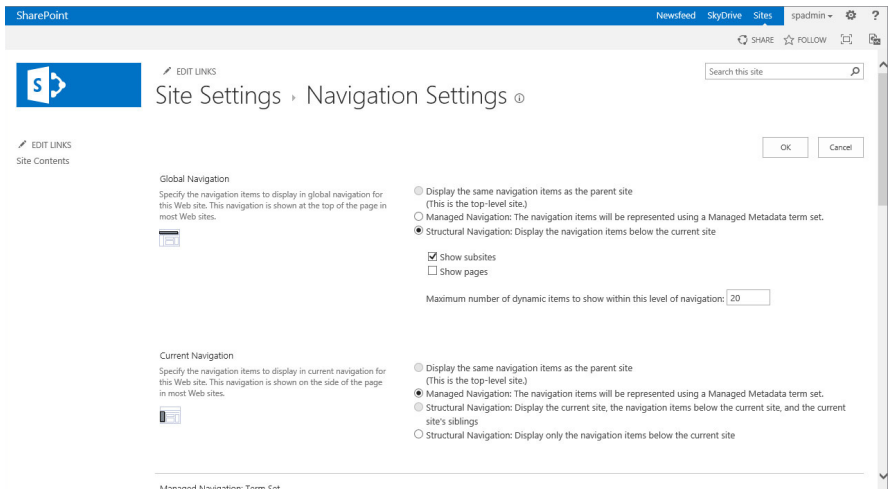 SharePoint
Newsfeed SkyDrive Sites spadmin ?
SHARE FOLLOW
S
EDIT LINKS
Search this site
Site Settings › Navigation Settings
EDIT LINKS
Site Contents
OK Cancel
Global Navigation
Specify the navigation items to display in global navigation for
this Web site. This navigation is shown at the top of the page in
most Web sites.
Display the same navigation items as the parent site
(This is the top-level site.)
Managed Navigation: The navigation items will be represented using a Managed Metadata term set.
Structural Navigation: Display the navigation items below the current site
Show subsites
Show pages
Maximum number of dynamic items to show within this level of navigation: 20
Current Navigation
Specify the navigation items to display in current navigation for
this Web site. This navigation is shown on the side of the page
in most Web sites.
Display the same navigation items as the parent site
(This is the top-level site.)
Managed Navigation: The navigation items will be represented using a Managed Metadata term set.
Structural Navigation: Display the current site, the navigation items below the current site, and the current
site's siblings
Structural Navigation: Display only the navigation items below the current site
Managed Navigation: Term Set